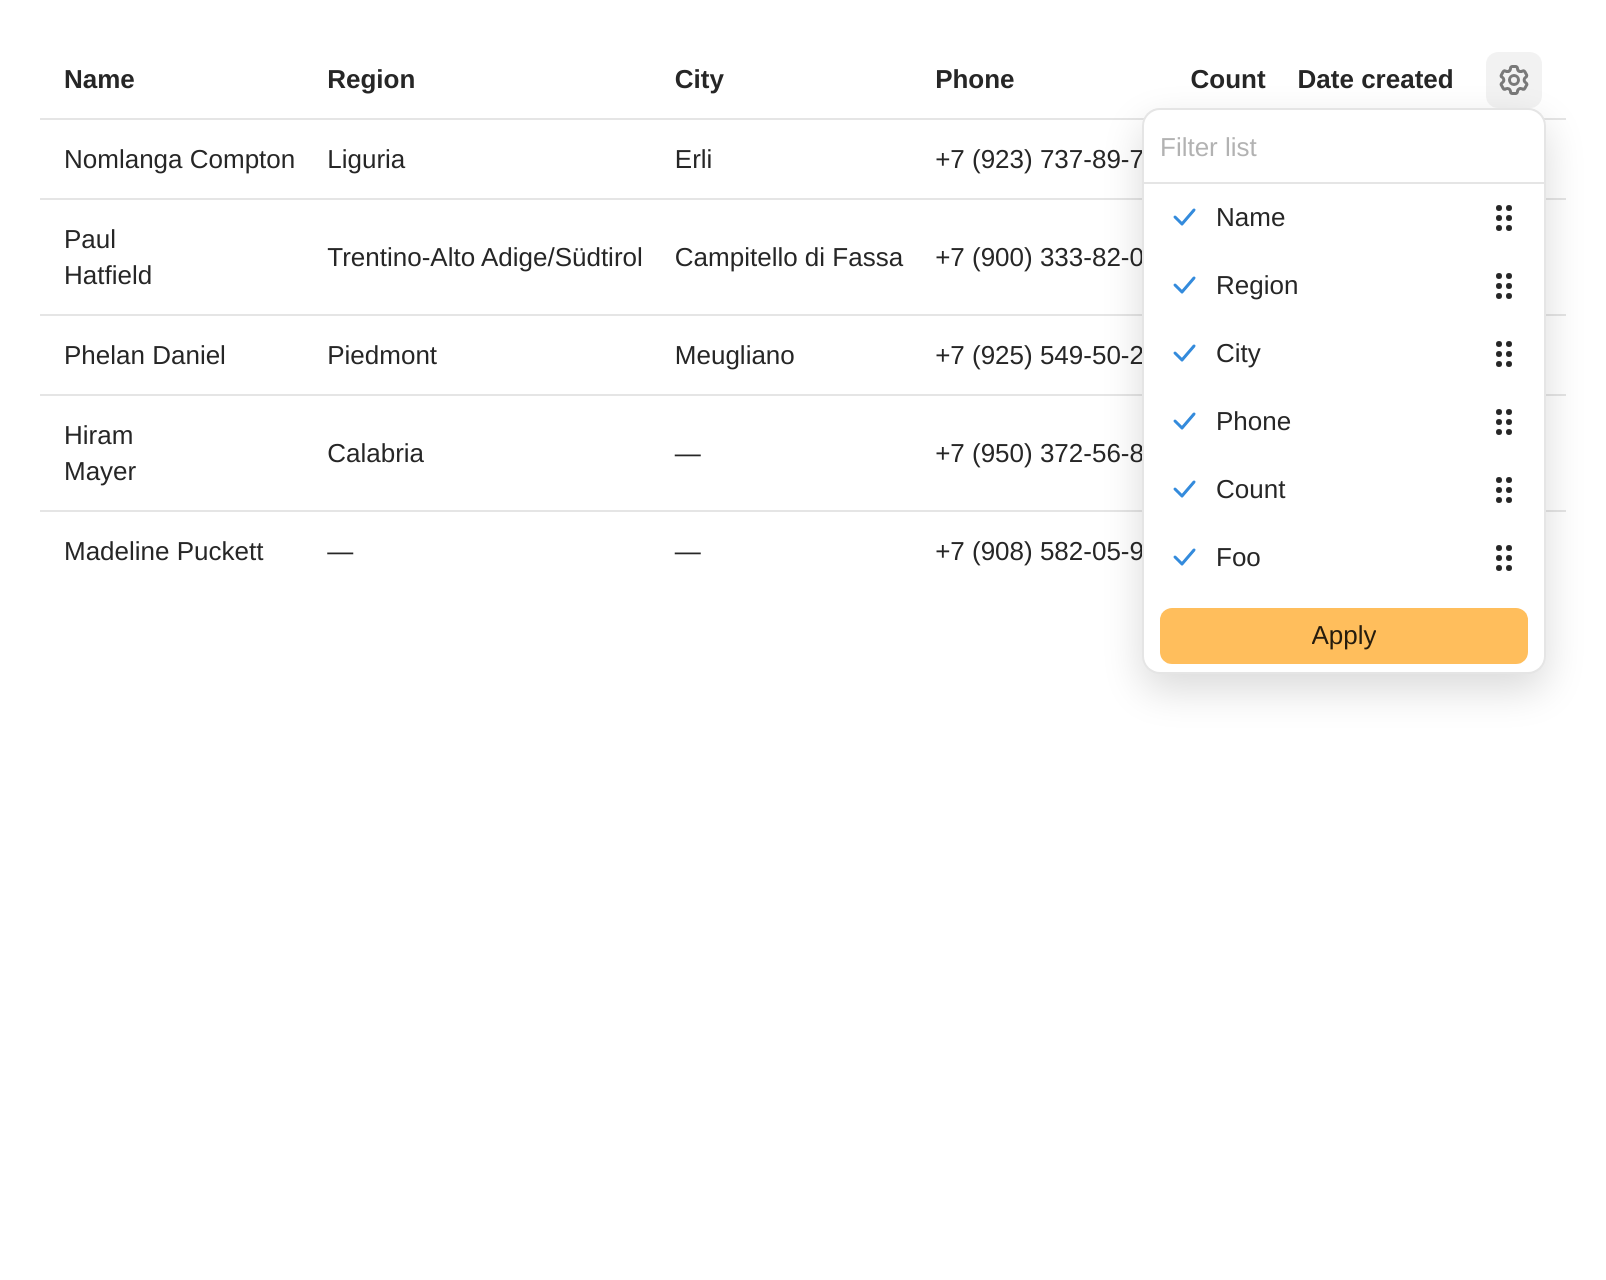 Name Region City Phone Count Date created
Filter list
Nomlanga Compton Liguria Erli +7 (923) 737-89-7
Name
Paul
Hatfield
Trentino-Alto Adige/Südtirol Campitello di Fassa +7 (900) 333-82-0
Region
Phelan Daniel Piedmont Meugliano +7 (925) 549-50-2
City
Hiram
Mayer
Calabria — — +7 (950) 372-56-8
Phone
Count
Madeline Puckett — — +7 (908) 582-05-9
Foo
Apply